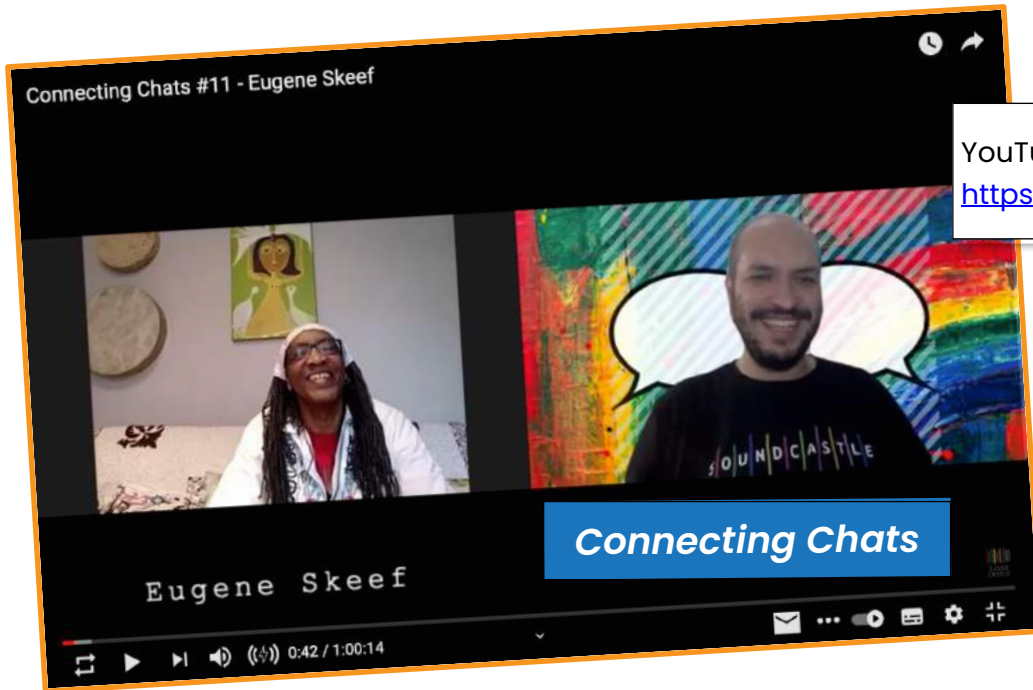 Connecting Chats #11 - Eugene Skeef
YouTu
https
SOUNDCASTLE
Connecting Chats
Eugene Skeef
0:42 / 1:00:14